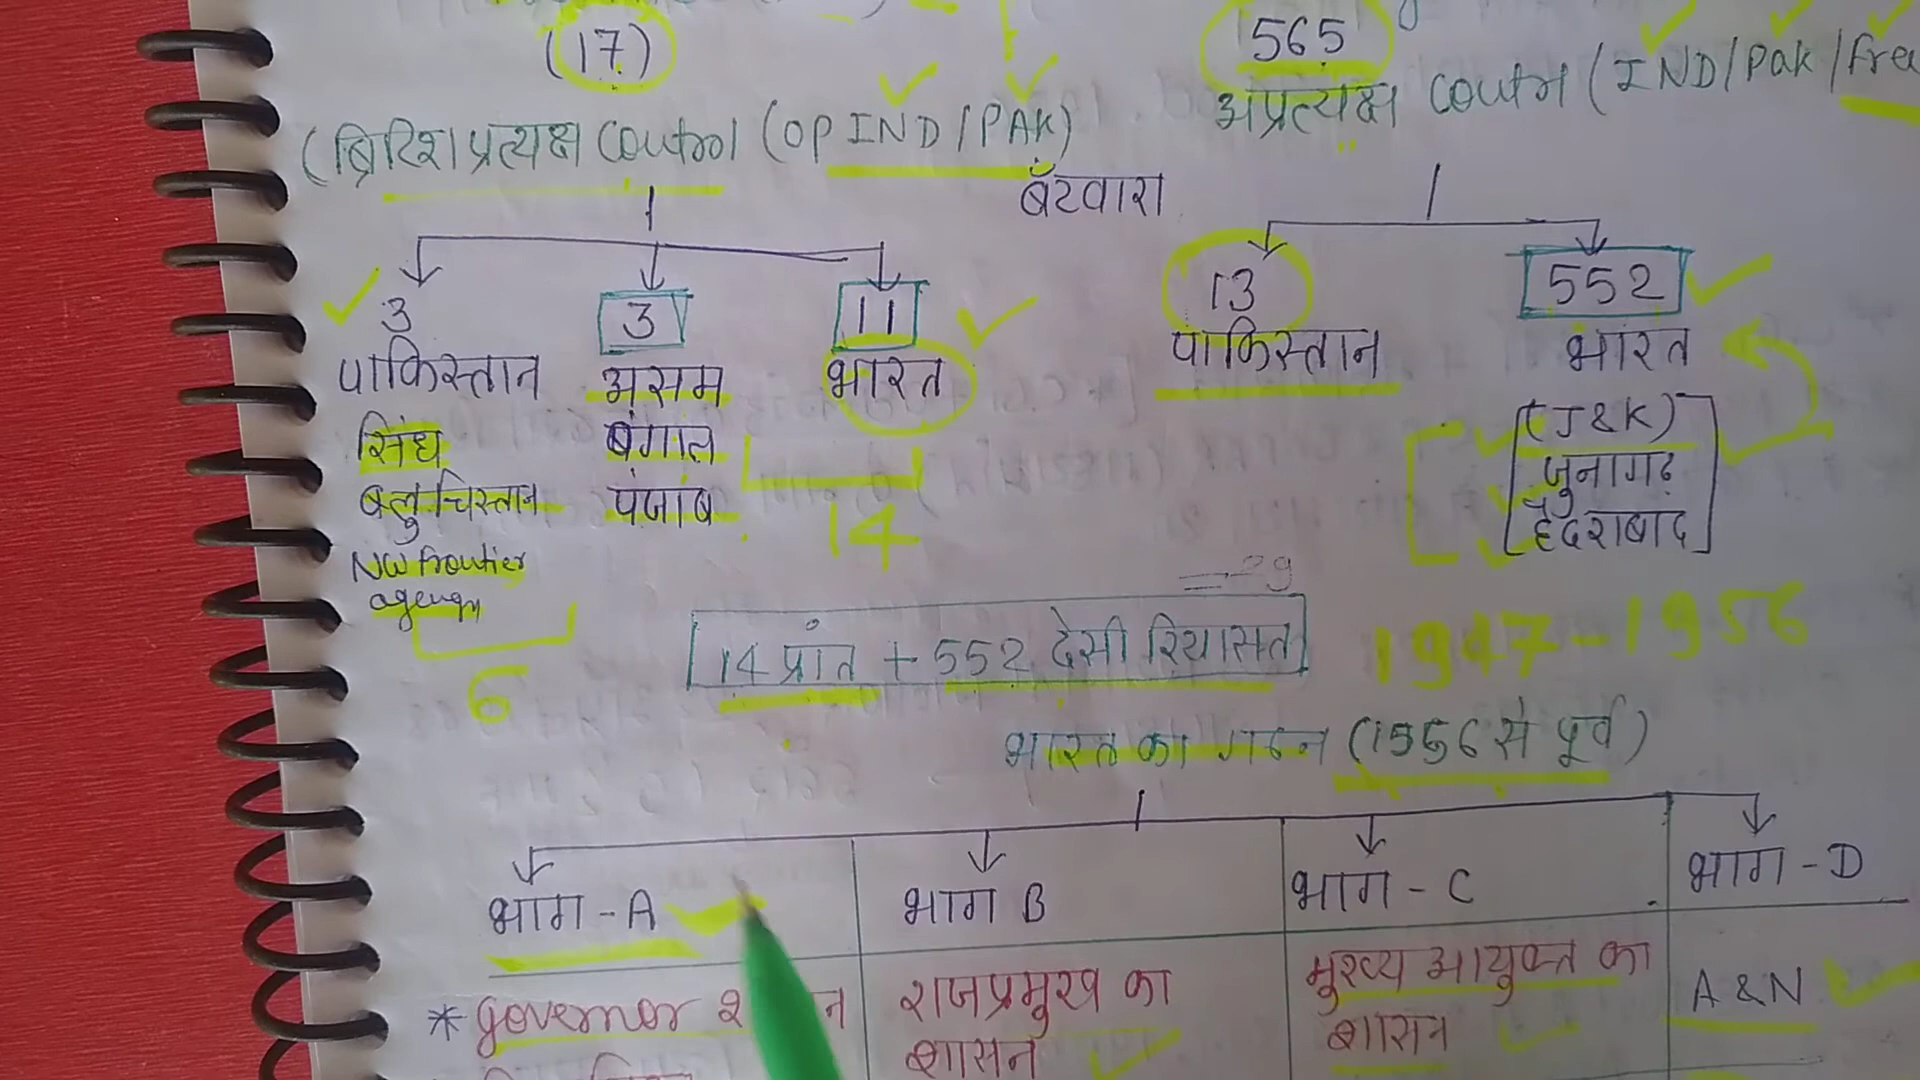 (17)
565
(ब्रिटिश प्रत्यक्ष control (OP IND/PAK)
अप्रत्यक्ष control (IND/Pak/Free
बँटवारा
3
3
11
13
552
पाकिस्तान
असम
भारत
पाकिस्तान
भारत
सिंध
बंगाल
(J&K)
जुनागढ़
बलुचिस्तान
पंजाब
14
हैदराबाद
NW frontier
agency
=29
6
14 प्रांत + 552 देसी रियासत
1947-1956
भारत का गठन (1956 से पूर्व)
भाग - A
भाग B
भाग - C
भाग - D
* governor
राजप्रमुख का
शासन
मुख्य आयुक्त का
शासन
A & N